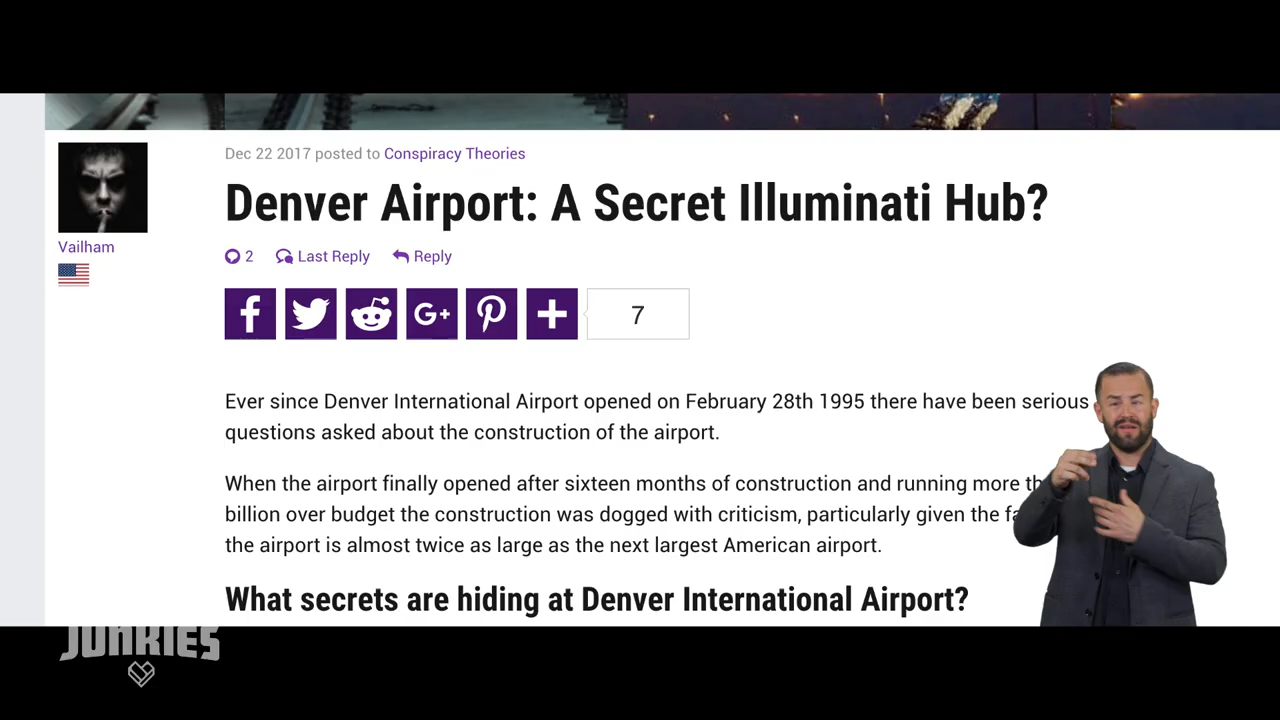 Dec 22 2017 posted to Conspiracy Theories
Denver Airport: A Secret Illuminati Hub?
Vailham
2 Last Reply Reply
7
Ever since Denver International Airport opened on February 28th 1995 there have been serious
questions asked about the construction of the airport.
When the airport finally opened after sixteen months of construction and running more
billion over budget the construction was dogged with criticism, particularly given the
the airport is almost twice as large as the next largest American airport.
What secrets are hiding at Denver International Airport?
JUNKIES